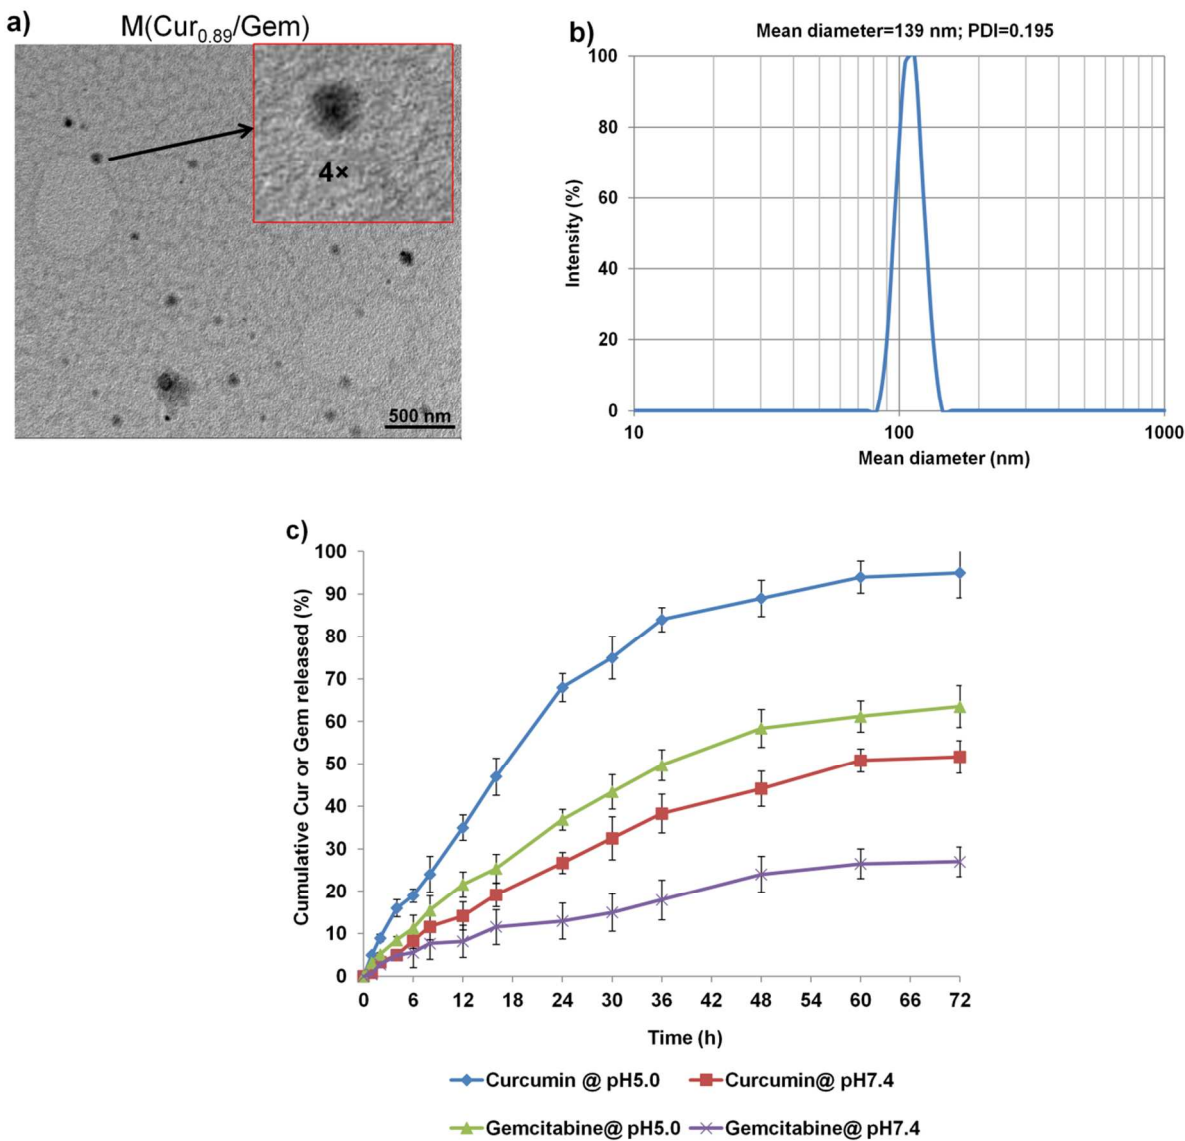 a)
M(Cur0.89/Gem)
4×
500 nm
b)
Mean diameter=139 nm; PDI=0.195
Intensity (%)
100
80
60
40
20
0
10 100 1000
Mean diameter (nm)
c)
Cumulative Cur or Gem released (%)
100
90
80
70
60
50
40
30
20
10
0
0 6 12 18 24 30 36 42 48 54 60 66 72
Time (h)
Curcumin @ pH5.0 Curcumin@ pH7.4
Gemcitabine@ pH5.0 Gemcitabine@ pH7.4